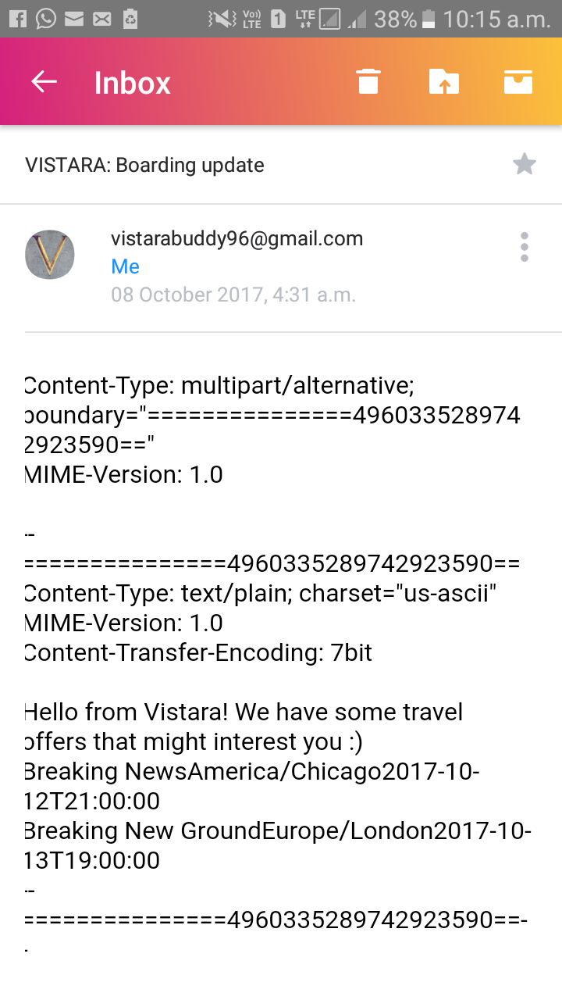 Vo))
LTE
1
LTE
38%
10:15 a.m.
Inbox
VISTARA: Boarding update
V
vistarabuddy96@gmail.com
Me
08 October 2017, 4:31 a.m.
Content-Type: multipart/alternative;
boundary="===============496033528974
2923590=="
MIME-Version: 1.0
--
===============4960335289742923590==
Content-Type: text/plain; charset="us-ascii"
MIME-Version: 1.0
Content-Transfer-Encoding: 7bit
Hello from Vistara! We have some travel
offers that might interest you :)
Breaking NewsAmerica/Chicago2017-10-
12T21:00:00
Breaking New GroundEurope/London2017-10-
13T19:00:00
--
===============4960335289742923590==-
-